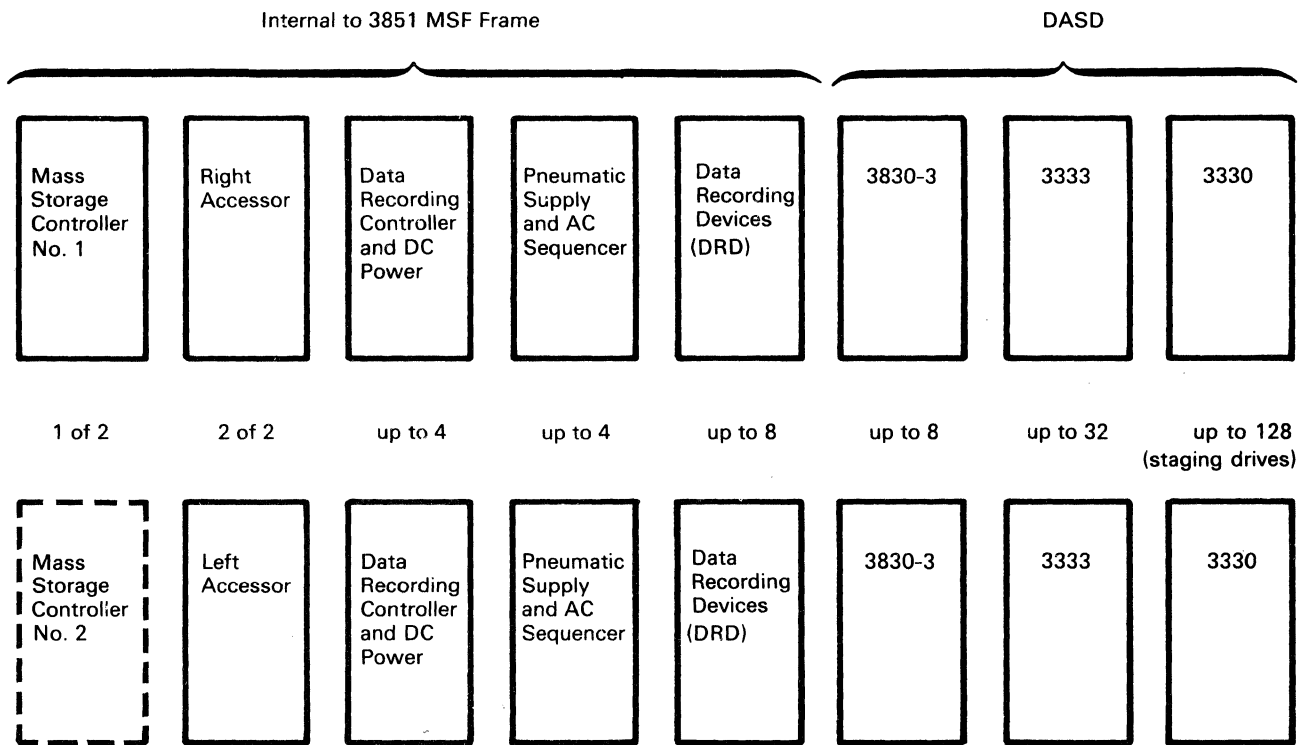 Internal to 3851 MSF Frame
DASD
Mass
Storage
Controller
No. 1
Right
Accessor
Data
Recording
Controller
and DC
Power
Pneumatic
Supply
and AC
Sequencer
Data
Recording
Devices
(DRD)
3830-3
3333
3330
1 of 2
2 of 2
up to 4
up to 4
up to 8
up to 8
up to 32
up to 128
(staging drives)
Mass
Storage
Controller
No. 2
Left
Accessor
Data
Recording
Controller
and DC
Power
Pneumatic
Supply
and AC
Sequencer
Data
Recording
Devices
(DRD)
3830-3
3333
3330